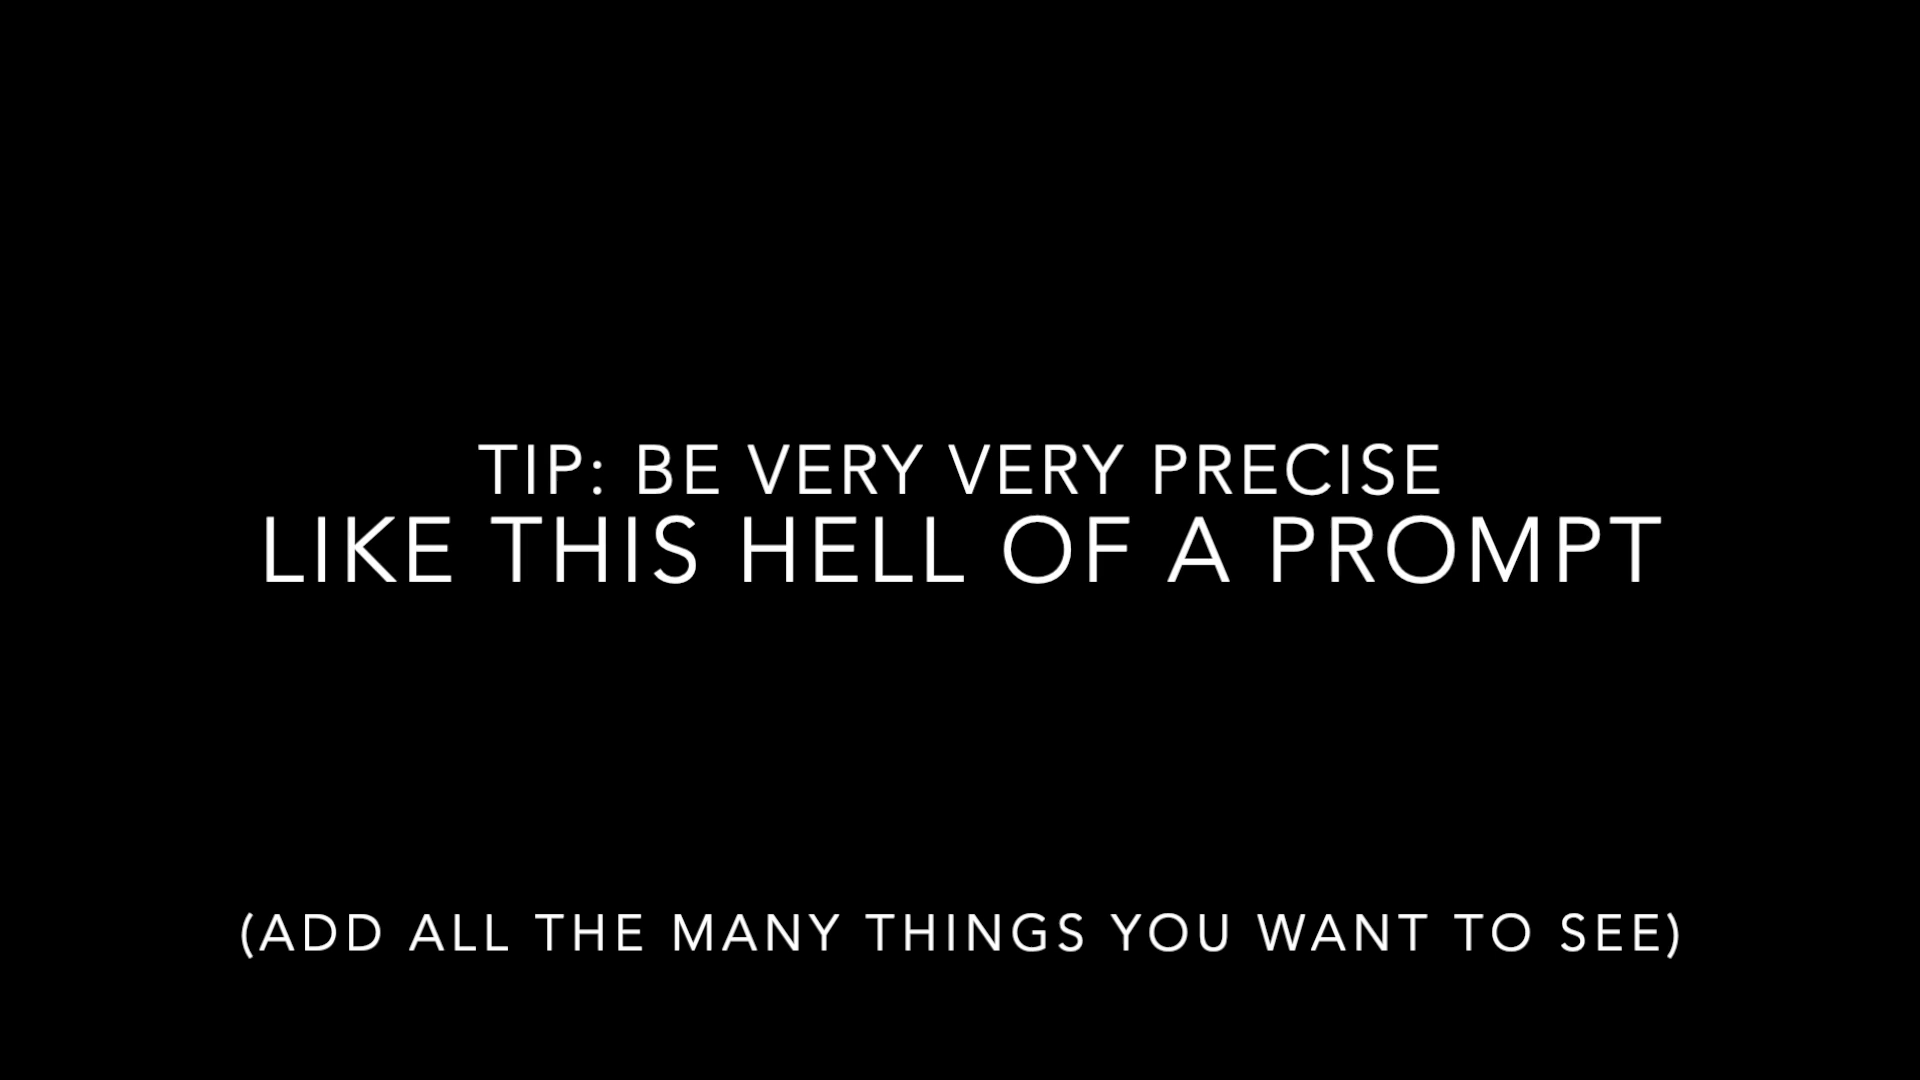 TIP: BE VERY VERY PRECISE
LIKE THIS HELL OF A PROMPT
(ADD ALL THE MANY THINGS YOU WANT TO SEE)